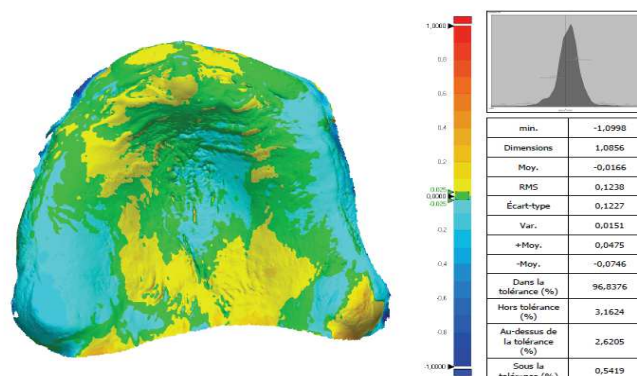 1,0000
0,8
0,6
0,4
0,2
0,025
0,0000
-0,025
-0,2
-0,4
-0,6
-0,8
-1,0000
min. -1,0998
Dimensions 1,0856
Moy. -0,0166
RMS 0,1238
Écart-type 0,1227
Var. 0,0151
+Moy. 0,0475
-Moy. -0,0746
Dans la
tolérance (%) 96,8376
Hors tolérance
(%) 3,1624
Au-dessus de
la tolérance
(%) 2,6205
Sous la
tolérance (%) 0,5419